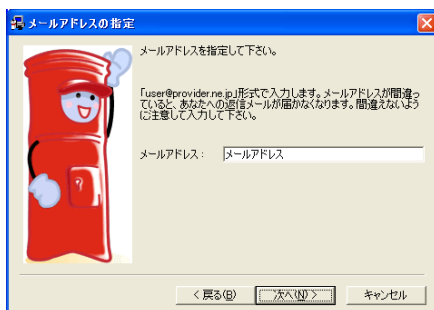 メールアドレスの指定
メールアドレスを指定して下さい。
「user@provider.ne.jp」形式で入力します。メールアドレスが間違っ
ていると、あなたへの返信メールが届かなくなります。間違えないよう
に注意して入力して下さい。
メールアドレス： メールアドレス
< 戻る(B) 次へ(N) > キャンセル